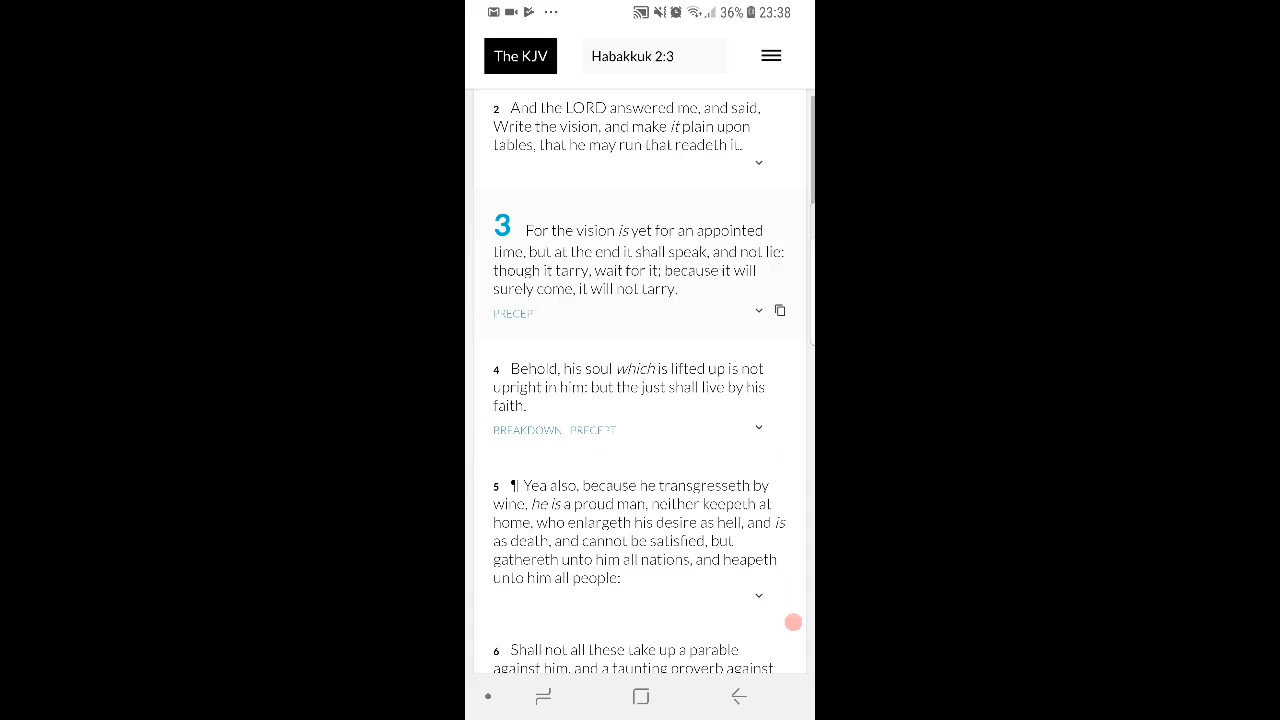 36% 23:38
The KJV Habakkuk 2:3
2 And the LORD answered me, and said,
Write the vision, and make it plain upon
tables, that he may run that readeth it.
3 For the vision is yet for an appointed
time, but at the end it shall speak, and not lie:
though it tarry, wait for it; because it will
surely come, it will not tarry.
PRECEP
4 Behold, his soul which is lifted up is not
upright in him: but the just shall live by his
faith.
BREAKDOWN PRECEPT
5 ¶ Yea also, because he transgresseth by
wine, he is a proud man, neither keepeth at
home, who enlargeth his desire as hell, and is
as death, and cannot be satisfied, but
gathereth unto him all nations, and heapeth
unto him all people:
6 Shall not all these take up a parable
against him, and a taunting proverb against